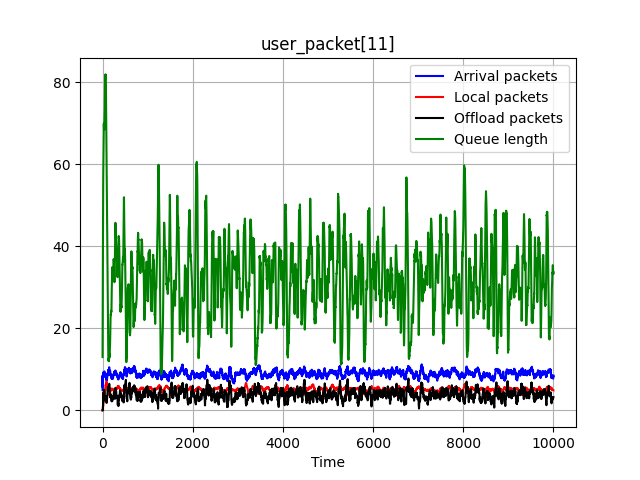 user_packet[11]
Arrival packets
Local packets
Offload packets
Queue length
80
60
40
20
0
0 2000 4000 6000 8000 10000
Time